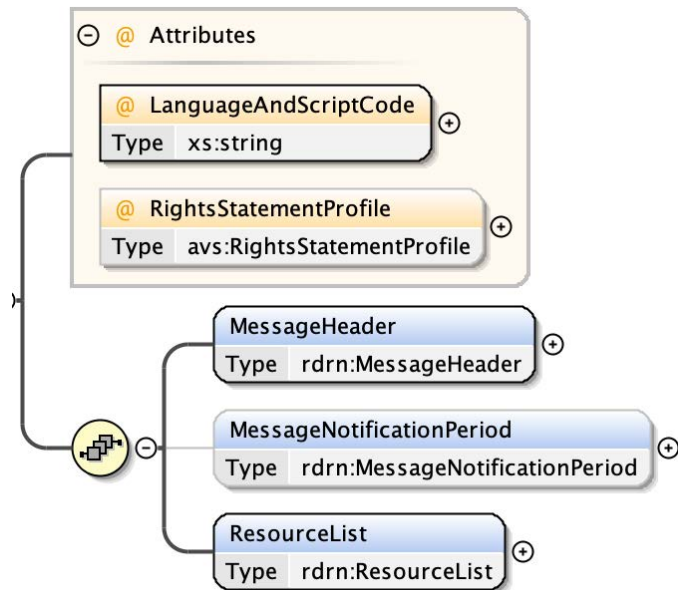 @ Attributes
@ LanguageAndScriptCode
Type xs:string
@ RightsStatementProfile
Type avs:RightsStatementProfile
MessageHeader
Type rdrn:MessageHeader
MessageNotificationPeriod
Type rdrn:MessageNotificationPeriod
ResourceList
Type rdrn:ResourceList